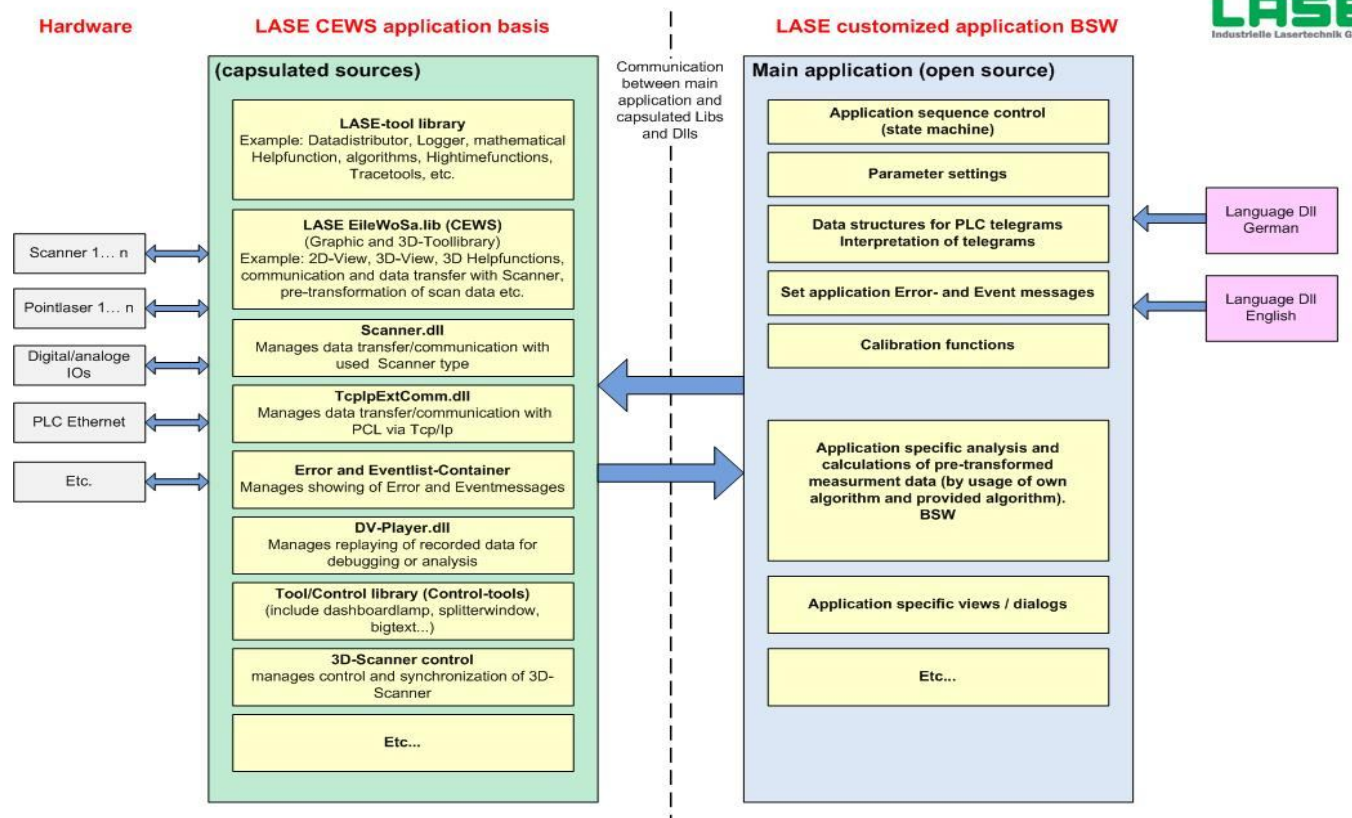 Hardware
LASE CEWS application basis
LASE customized application BSW
LASE
Industrielle Lasertechnik G
(capsulated sources)
LASE-tool library
Example: Datadistributor, Logger, mathematical
Helpfunction, algorithms, Hightimefunctions,
Tracetools, etc.
LASE EileWoSa.lib (CEWS)
(Graphic and 3D-Toollibrary)
Example: 2D-View, 3D-View, 3D Helpfunctions,
communication and data transfer with Scanner,
pre-transformation of scan data etc.
Scanner.dll
Manages data transfer/communication with
used Scanner type
TcpIpExtComm.dll
Manages data transfer/communication with
PCL via Tcp/Ip
Error and Eventlist-Container
Manages showing of Error and Eventmessages
DV-Player.dll
Manages replaying of recorded data for
debugging or analysis
Tool/Control library (Control-tools)
(include dashboardlamp, splitterwindow,
bigtext...)
3D-Scanner control
manages control and synchronization of 3D-
Scanner
Etc...
Scanner 1... n
Pointlaser 1... n
Digital/analoge
IOs
PLC Ethernet
Etc.
Communication
between main
application and
capsulated Libs
and Dlls
Main application (open source)
Application sequence control
(state machine)
Parameter settings
Data structures for PLC telegrams
Interpretation of telegrams
Set application Error- and Event messages
Calibration functions
Application specific analysis and
calculations of pre-transformed
measurment data (by usage of own
algorithm and provided algorithm).
BSW
Application specific views / dialogs
Etc...
Language Dll
German
Language Dll
English